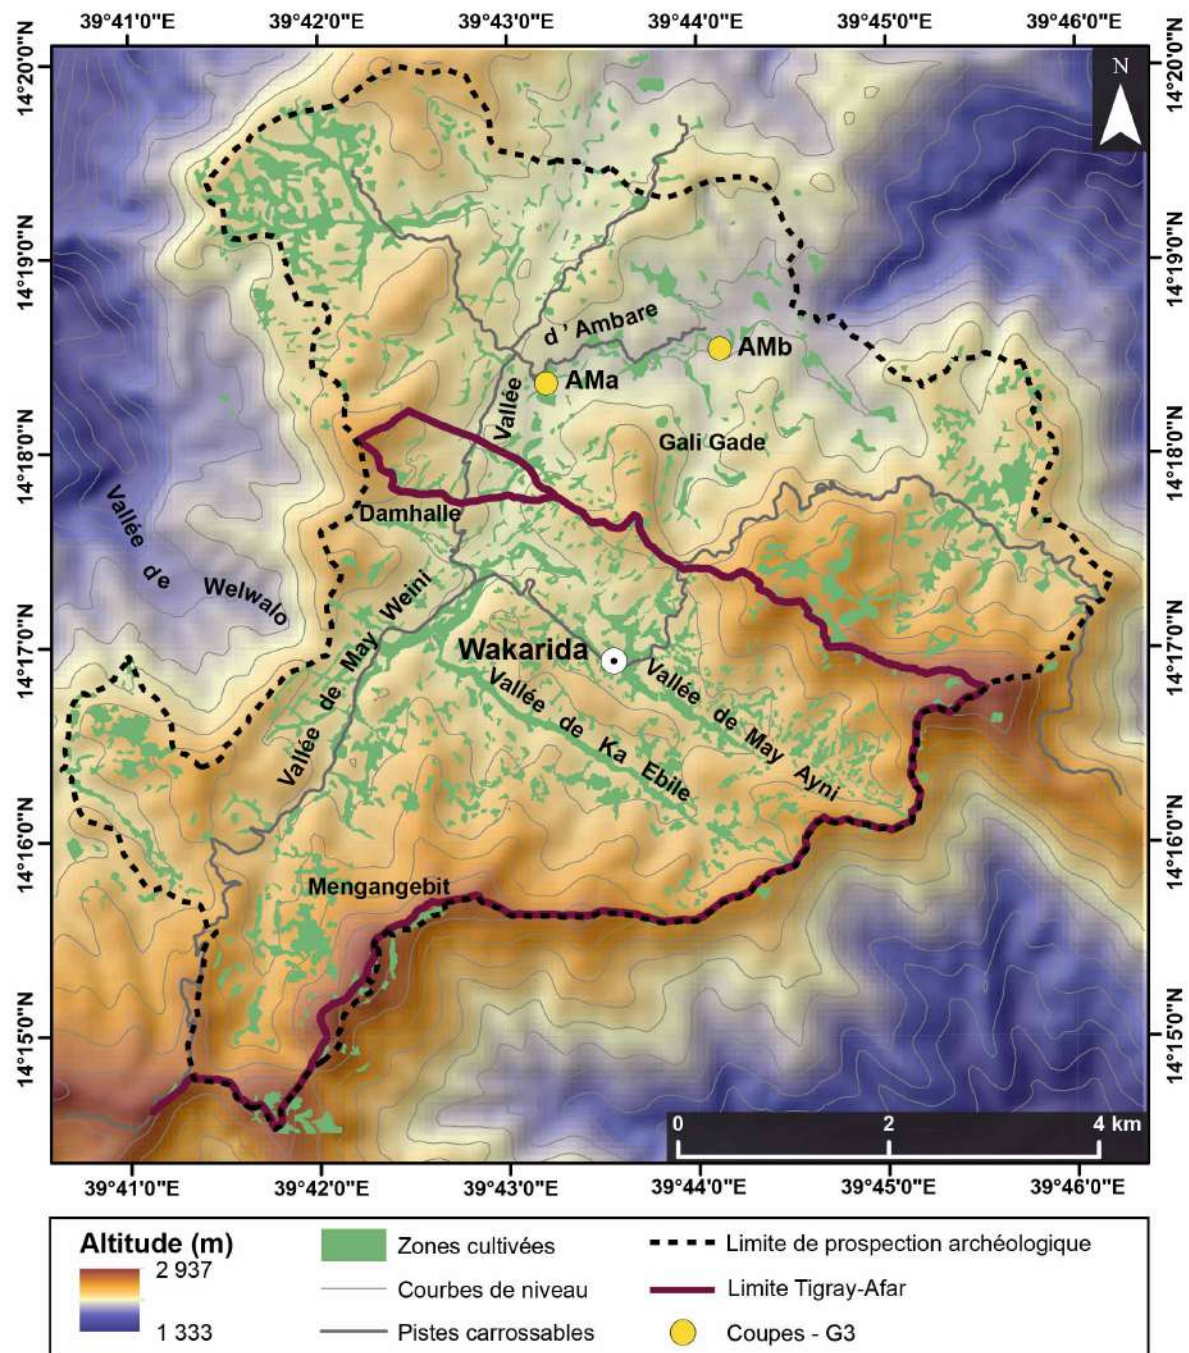 39°41'0"E 39°42'0"E 39°43'0"E 39°44'0"E 39°45'0"E 39°46'0"E
14°20'0"N
14°20'0"N
N
14°19'0"N
14°19'0"N
Vallée d'Ambare
AMb
AMa
14°18'0"N
14°18'0"N
Gali Gade
Damhalle
Vallée de Welwalo
Vallée de May Weini
14°17'0"N
14°17'0"N
Wakarida
Vallée de May Ayni
Vallée de Ka Ebile
14°16'0"N
14°16'0"N
Mengangebit
14°15'0"N
14°15'0"N
0 2 4 km
39°41'0"E 39°42'0"E 39°43'0"E 39°44'0"E 39°45'0"E 39°46'0"E
Altitude (m)
2 937
1 333
Zones cultivées
Courbes de niveau
Pistes carrossables
Limite de prospection archéologique
Limite Tigray-Afar
Coupes - G3